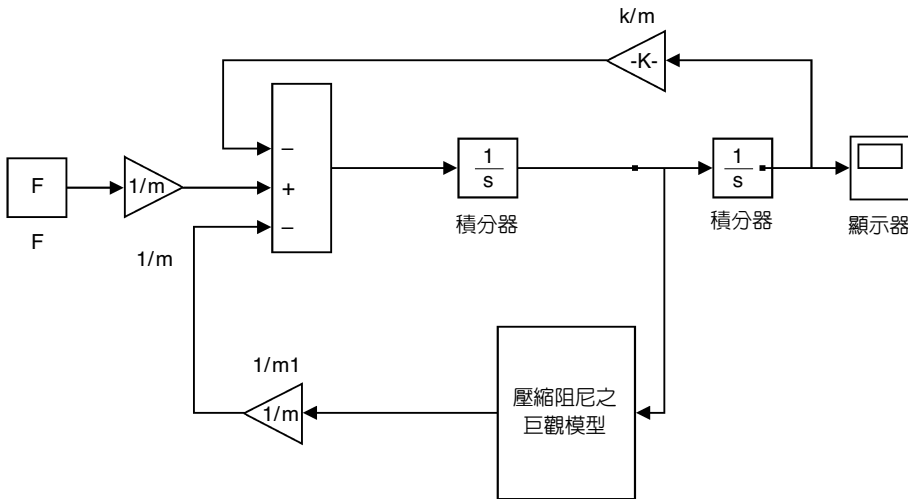 k/m
-K-
–
F
1/m
+
–
1
s
1
s
F
1/m
積分器
積分器
顯示器
1/m1
1/m
壓縮阻尼之
巨觀模型